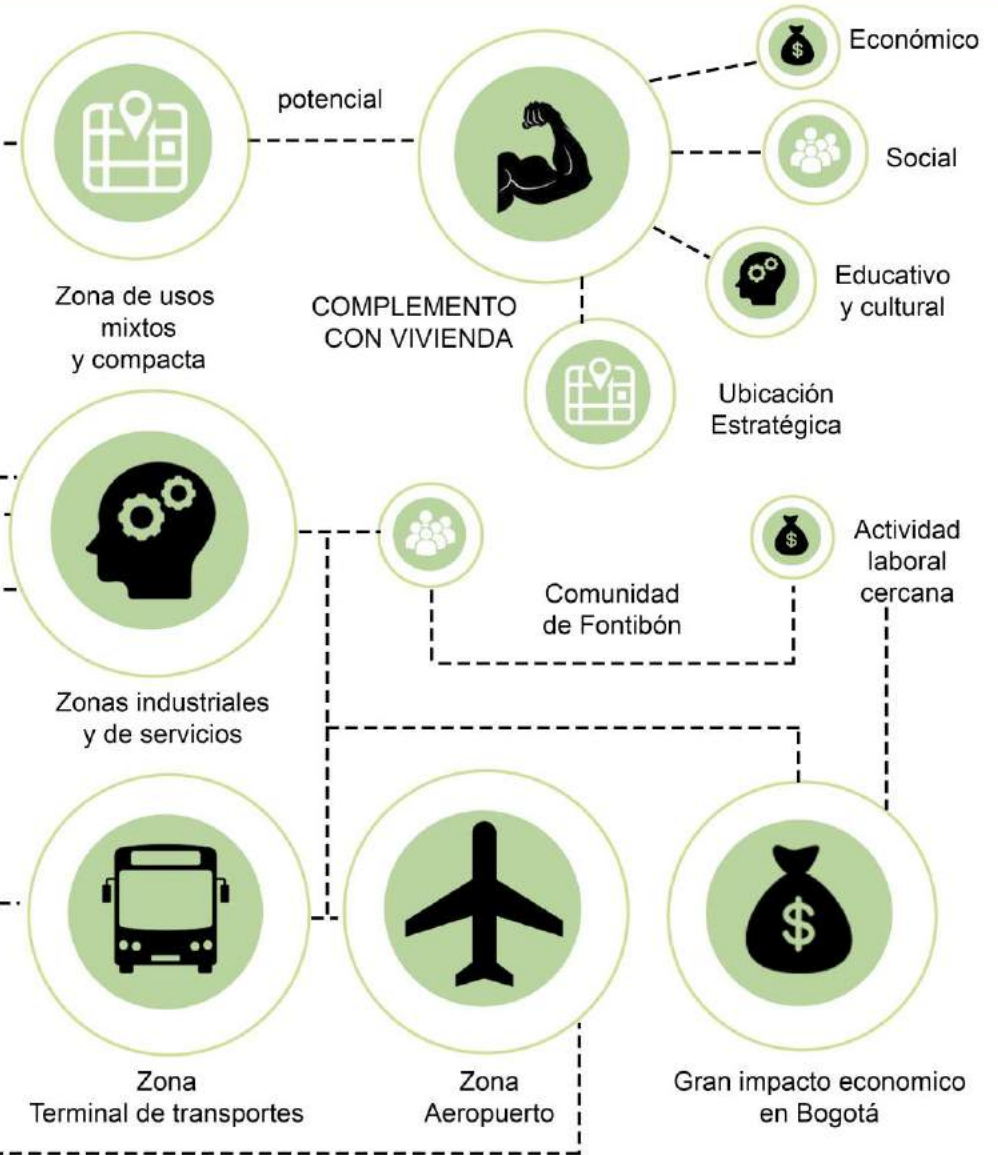 Económico
potencial
Social
Zona de usos
mixtos
y compacta
COMPLEMENTO
CON VIVIENDA
Educativo
y cultural
Ubicación
Estratégica
Zonas industriales
y de servicios
Comunidad
de Fontibón
Actividad
laboral
cercana
Zona
Terminal de transportes
Zona
Aeropuerto
Gran impacto economico
en Bogotá
$
$
$